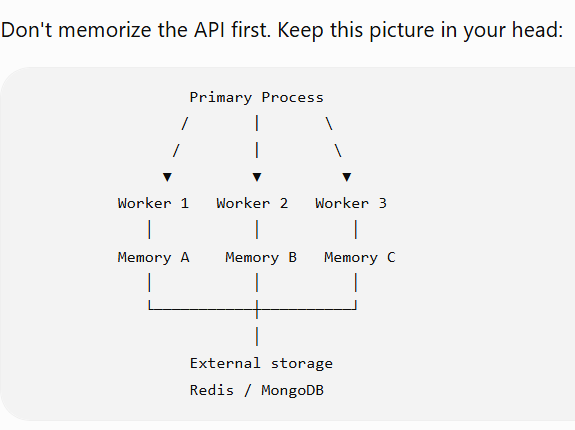 Don't memorize the API first. Keep this picture in your head:
Primary Process
Worker 1 Worker 2 Worker 3
Memory A Memory B Memory C
External storage
Redis / MongoDB